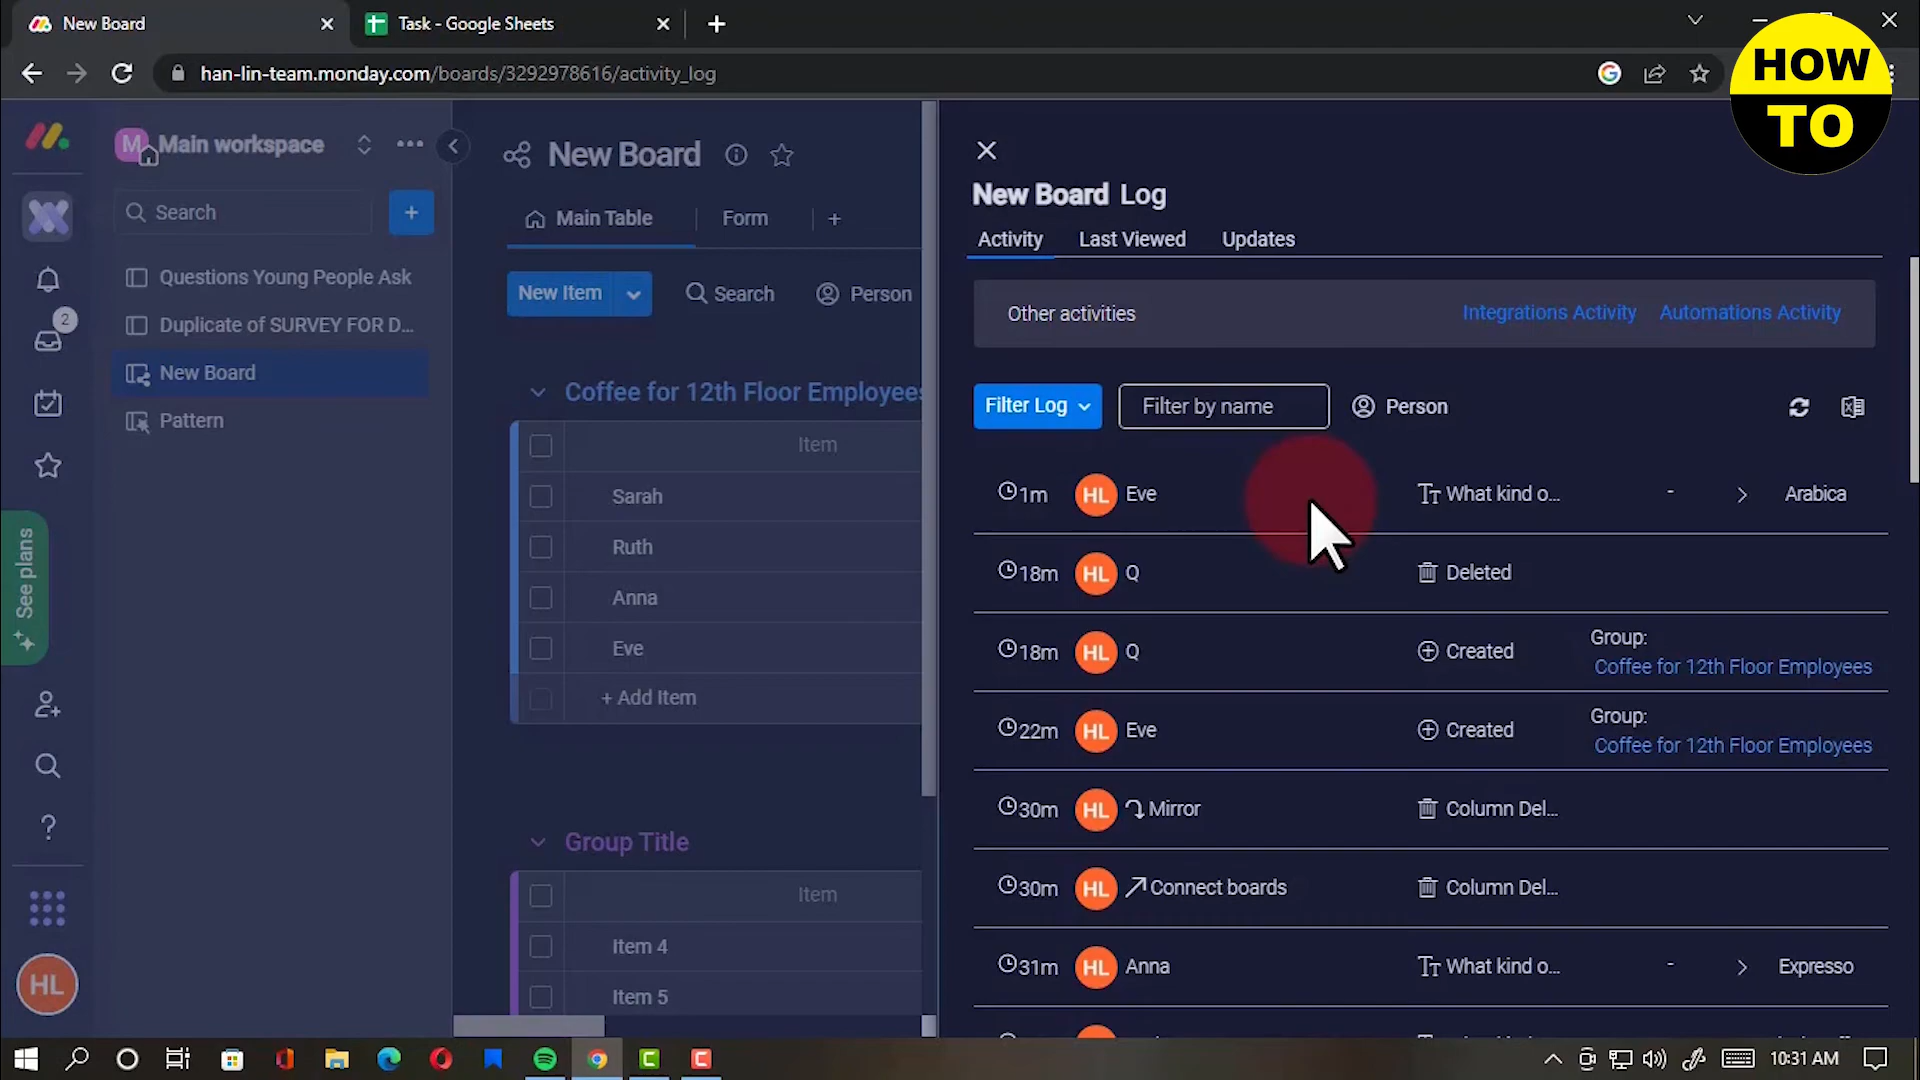 New Board
Task - Google Sheets
han-lin-team.monday.com/boards/3292978616/activity_log
HOW
TO
M
Main workspace
Search
Questions Young People Ask
Duplicate of SURVEY FOR D...
New Board
Pattern
2
See plans
HL
New Board
Main Table
Form
New Item
Search
Person
Coffee for 12th Floor Employees
Item
Sarah
Ruth
Anna
Eve
+ Add Item
Group Title
Item
Item 4
Item 5
New Board Log
Activity
Last Viewed
Updates
Other activities
Integrations Activity
Automations Activity
Filter Log
Filter by name
Person
1m HL Eve What kind o... - > Arabica
18m HL Q Deleted
18m HL Q Created Group:
Coffee for 12th Floor Employees
22m HL Eve Created Group:
Coffee for 12th Floor Employees
30m HL Mirror Column Del...
30m HL Connect boards Column Del...
31m HL Anna What kind o... - > Expresso
10:31 AM